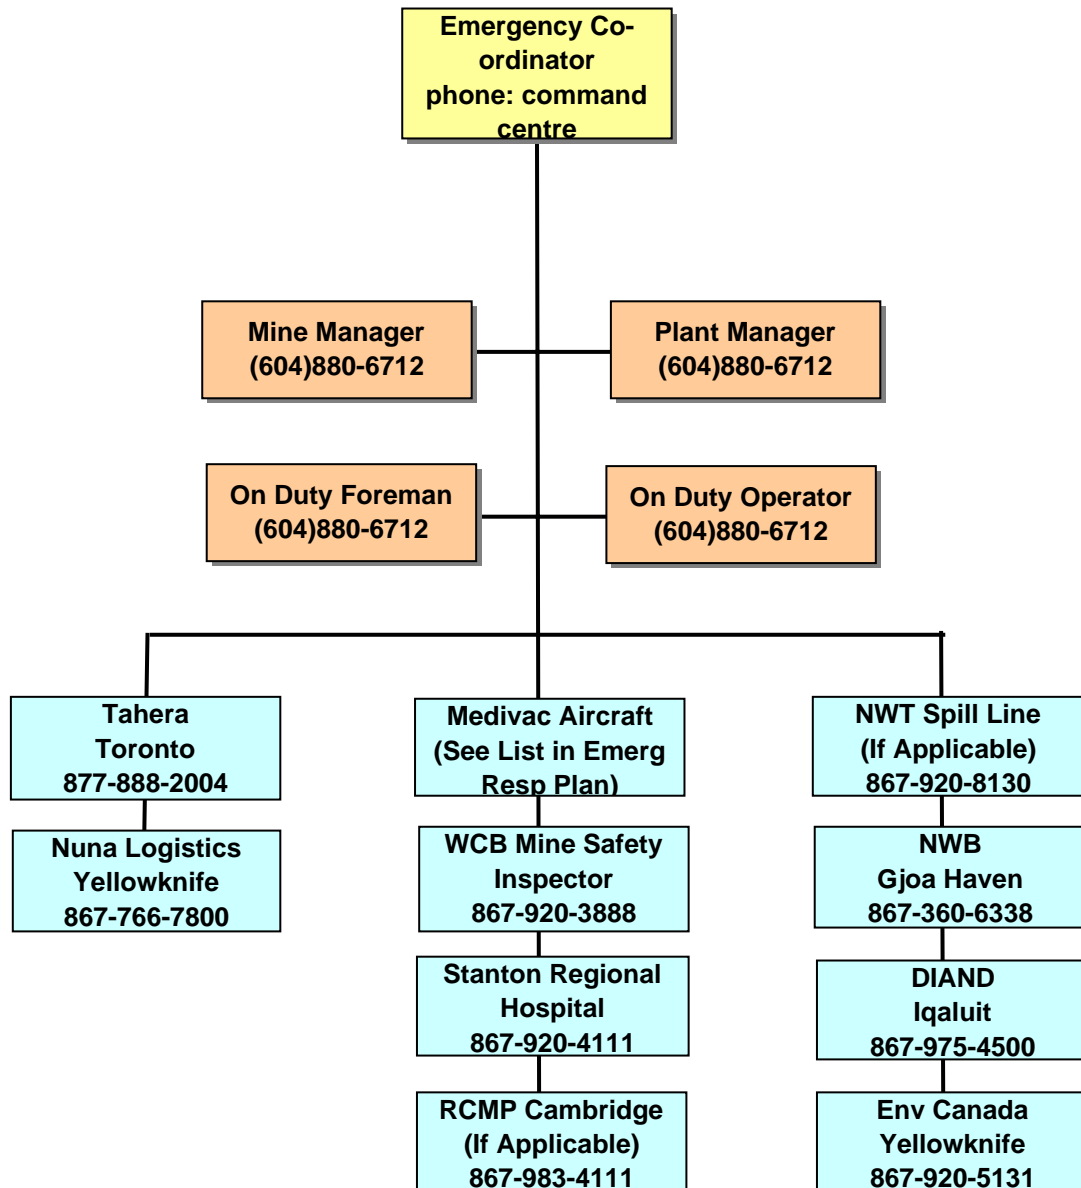 Emergency Co-
ordinator
phone: command
centre
Mine Manager
(604)880-6712
Plant Manager
(604)880-6712
On Duty Foreman
(604)880-6712
On Duty Operator
(604)880-6712
Tahera
Toronto
877-888-2004
Nuna Logistics
Yellowknife
867-766-7800
Medivac Aircraft
(See List in Emerg
Resp Plan)
WCB Mine Safety
Inspector
867-920-3888
Stanton Regional
Hospital
867-920-4111
RCMP Cambridge
(If Applicable)
867-983-4111
NWT Spill Line
(If Applicable)
867-920-8130
NWB
Gjoa Haven
867-360-6338
DIAND
Iqaluit
867-975-4500
Env Canada
Yellowknife
867-920-5131